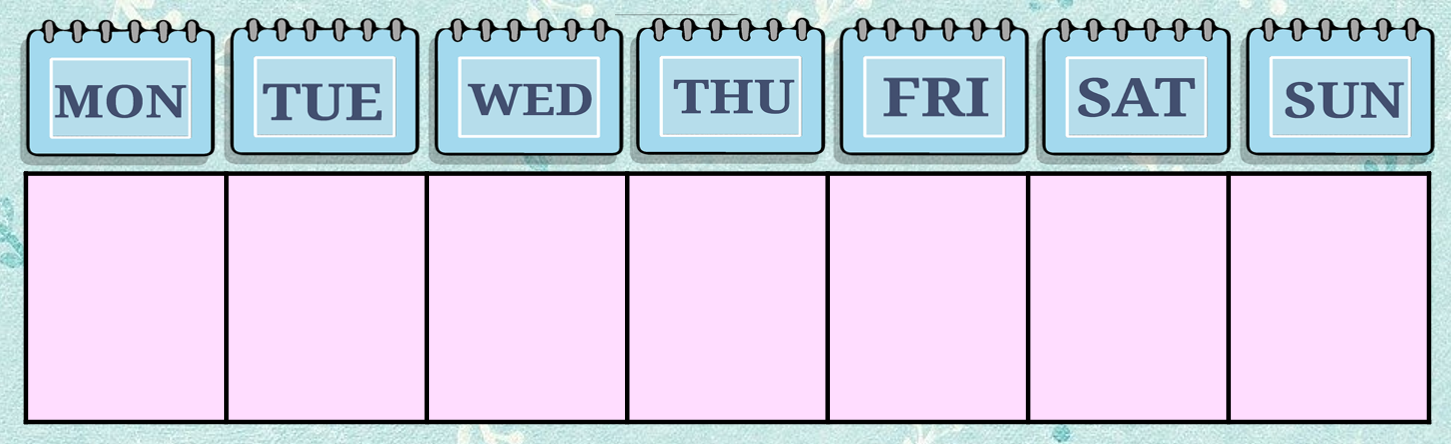 MON TUE WED THU FRI SAT SUN